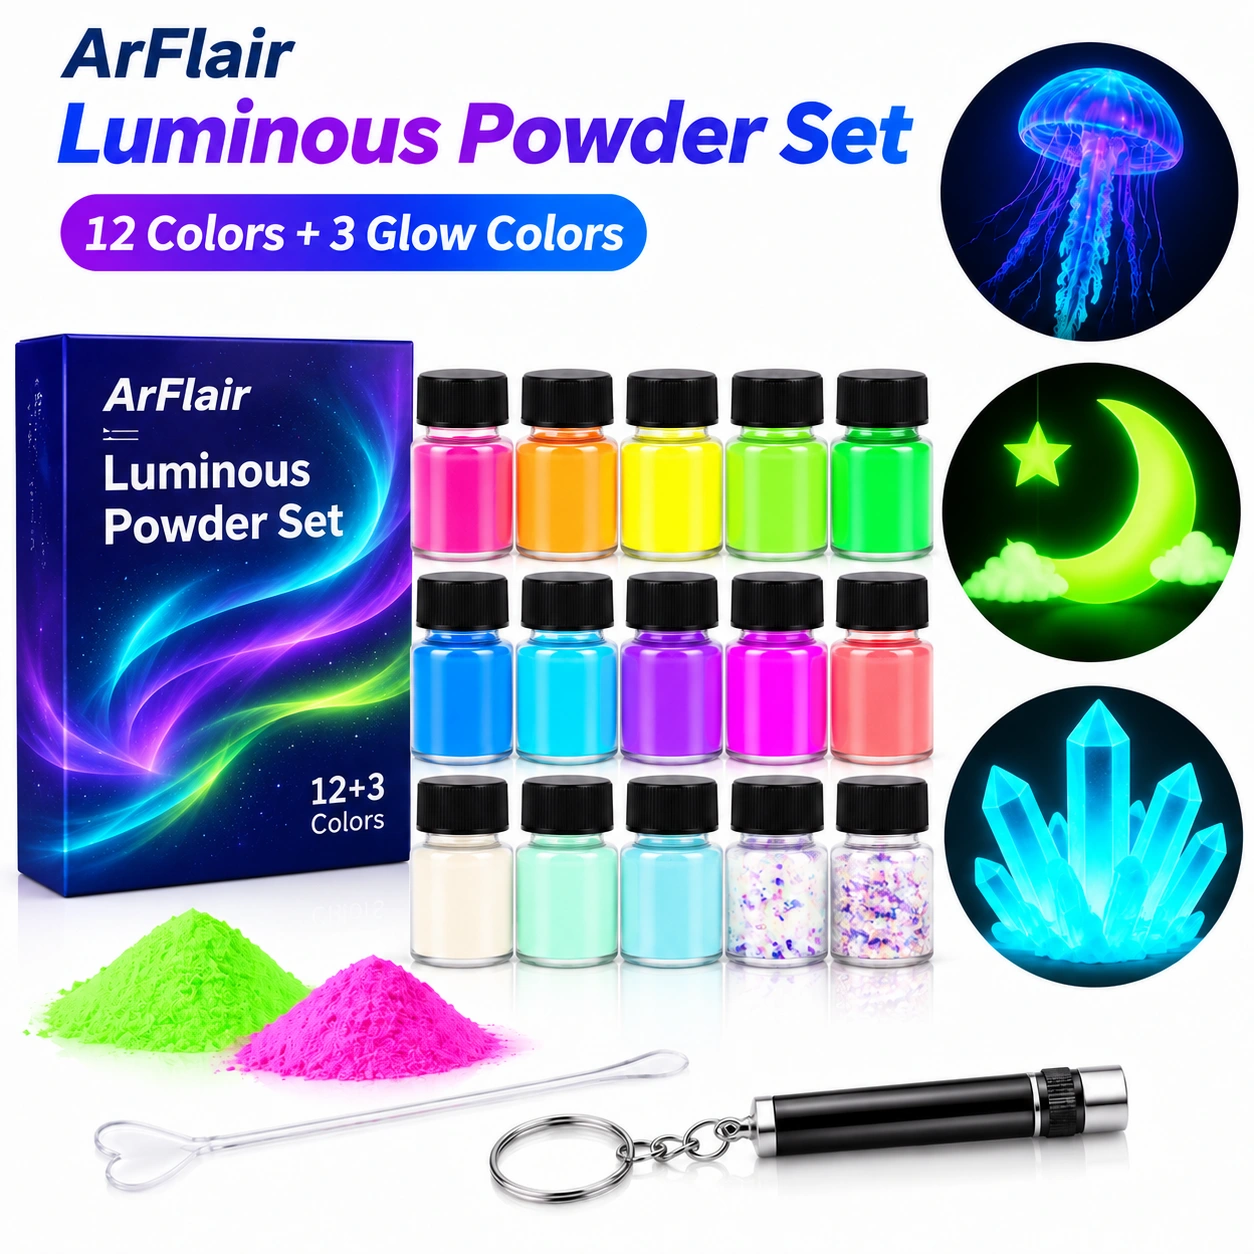 ArFlair
Luminous Powder Set
12 Colors + 3 Glow Colors
ArFlair
Luminous
Powder Set
12+3
Colors